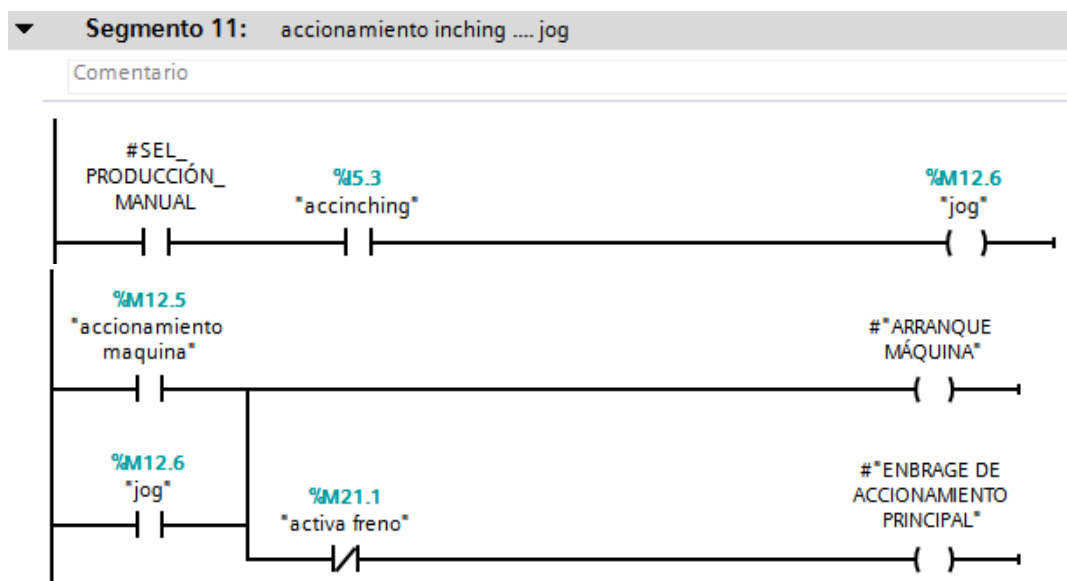 Segmento 11: accionamiento inching .... jog
Comentario
#SEL_
PRODUCCIÓN_
MANUAL
%I5.3
"accinching"
%M12.6
"jog"
%M12.5
"accionamiento
maquina"
#"ARRANQUE
MÁQUINA"
%M12.6
"jog"
%M21.1
"activa freno"
#"ENBRAGE DE
ACCIONAMIENTO
PRINCIPAL"